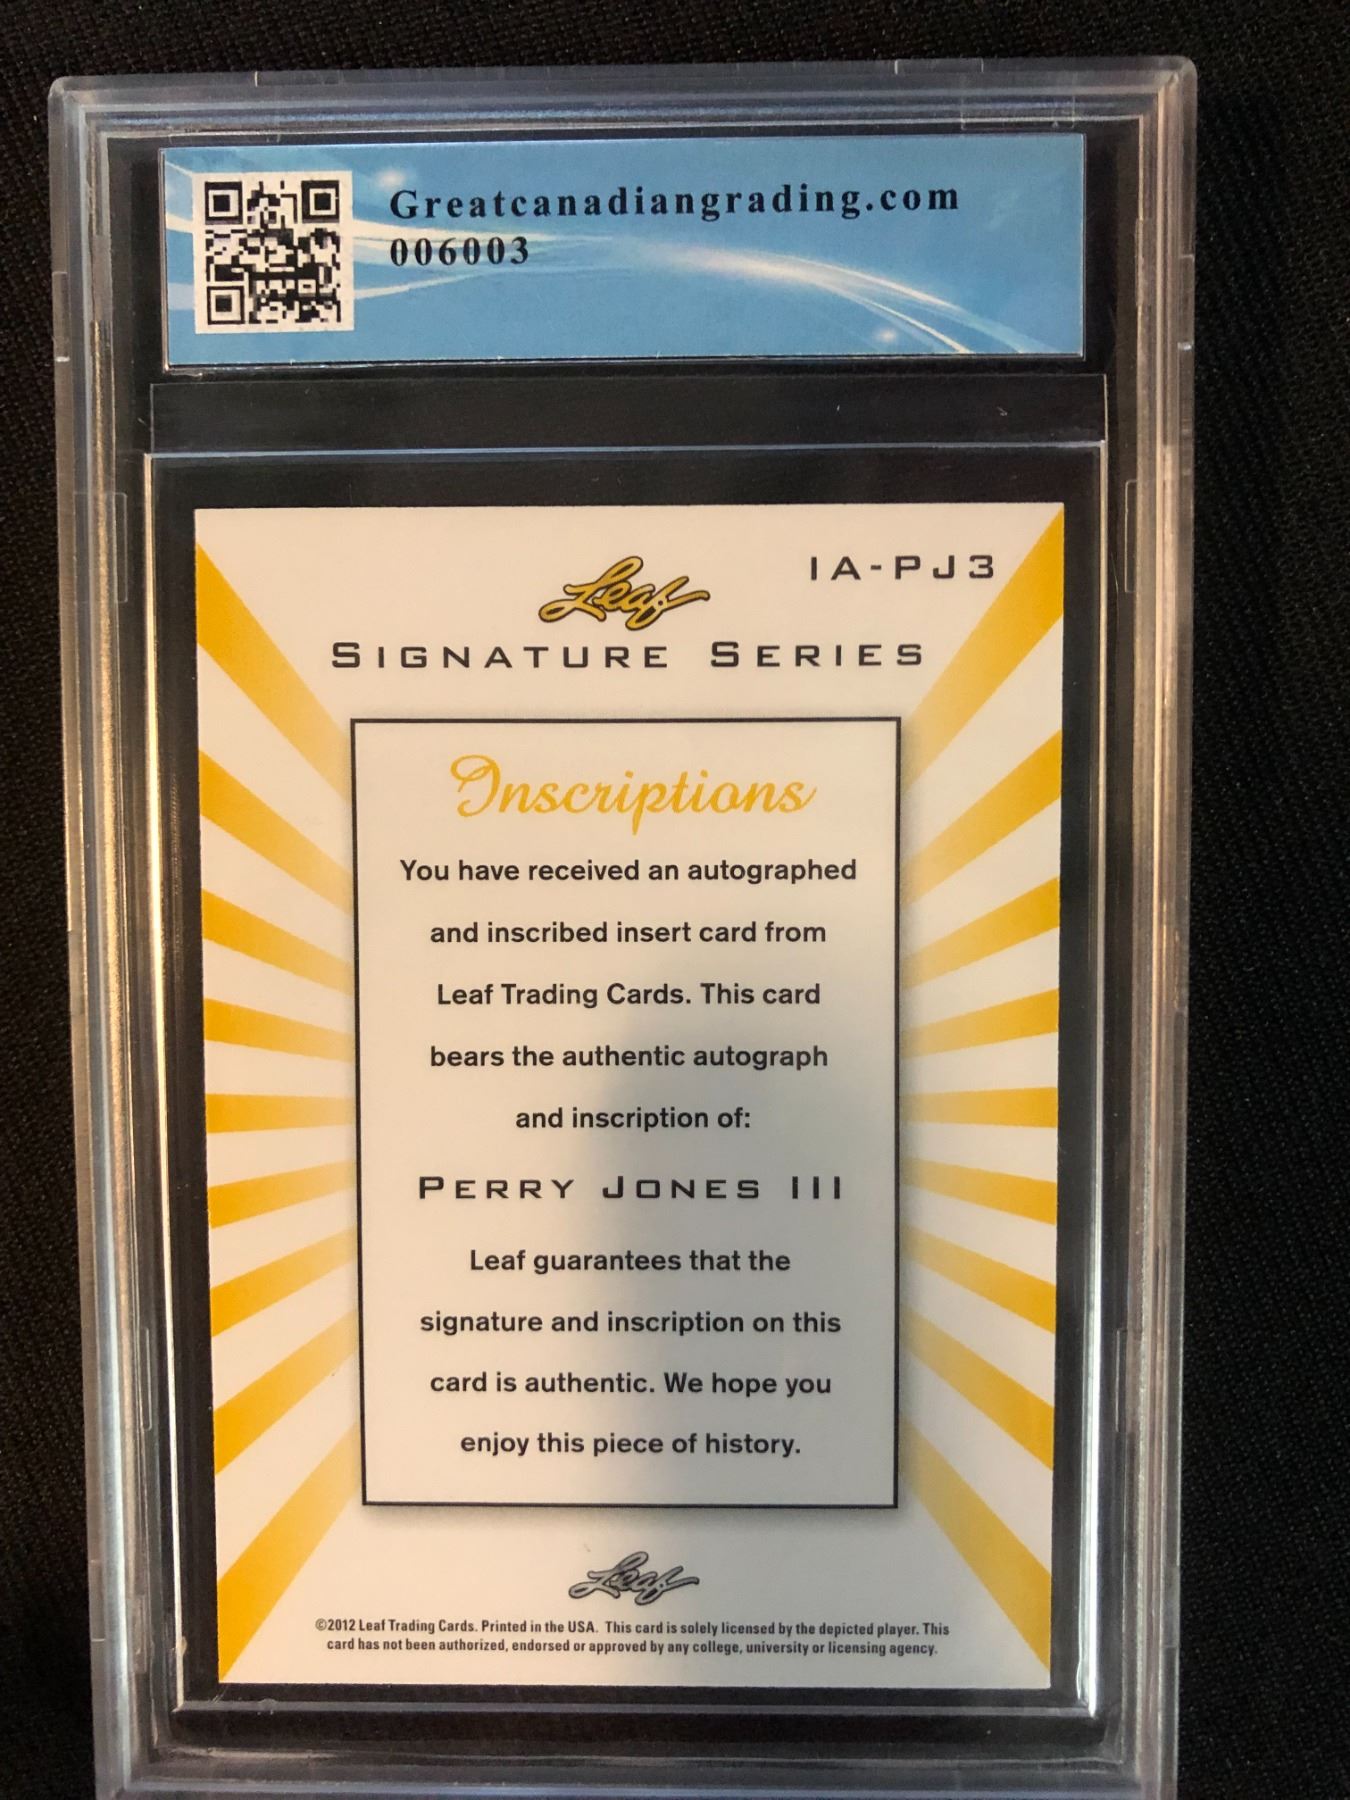 Greatcanadiangrading.com
006003
IA-PJ3
Leaf
SIGNATURE SERIES
Inscriptions
You have received an autographed
and inscribed insert card from
Leaf Trading Cards. This card
bears the authentic autograph
and inscription of:
PERRY JONES III
Leaf guarantees that the
signature and inscription on this
card is authentic. We hope you
enjoy this piece of history.
Leaf
©2012 Leaf Trading Cards. Printed in the USA. This card is solely licensed by the depicted player. This
card has not been authorized, endorsed or approved by any college, university or licensing agency.